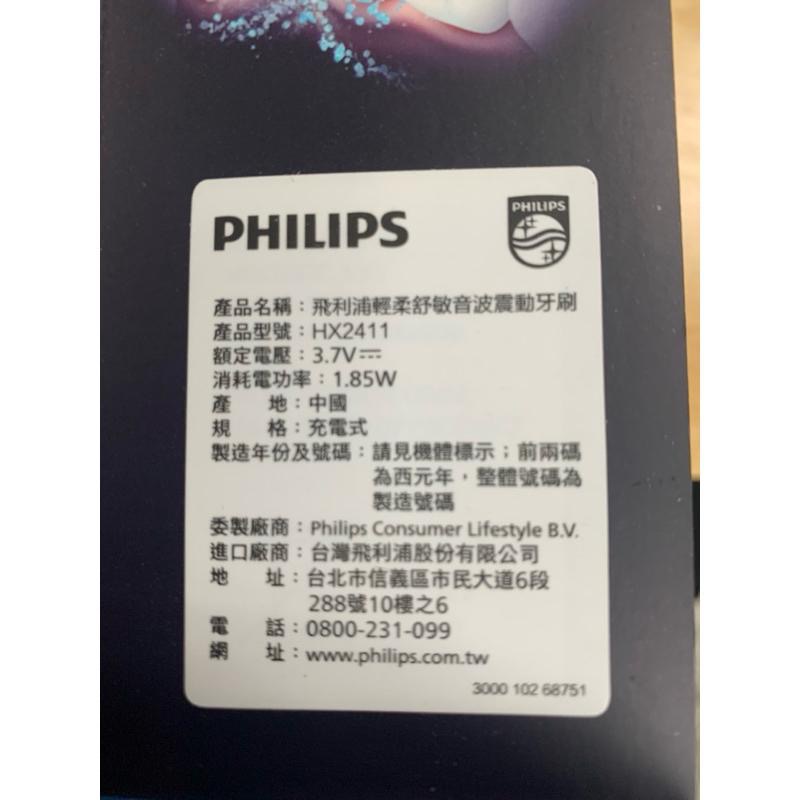 PHILIPS
PHILIPS
產品名稱：飛利浦輕柔舒敏音波震動牙刷
產品型號：HX2411
額定電壓：3.7V⎓
消耗電功率：1.85W
產 地：中國
規 格：充電式
製造年份及號碼：請見機體標示；前兩碼
為西元年，整體號碼為
製造號碼
委製廠商：Philips Consumer Lifestyle B.V.
進口廠商：台灣飛利浦股份有限公司
地 址：台北市信義區市民大道6段
288號10樓之6
電 話：0800-231-099
網 址：www.philips.com.tw
3000 102 68751